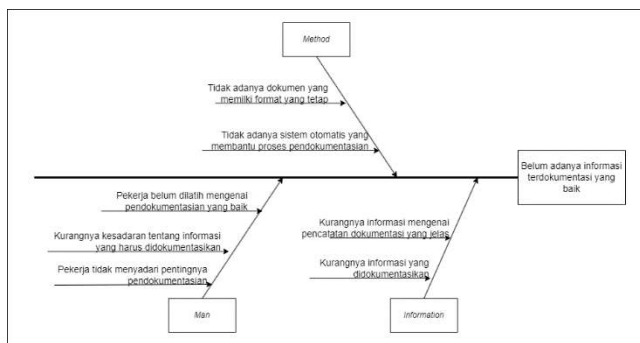 Method
Tidak adanya dokumen yang
memilki format yang tetap
Tidak adanya sistem otomatis yang
membantu proses pendokumentasian
Belum adanya informasi
terdokumentasi yang
baik
Pekerja belum dilatih mengenai
pendokumentasian yang baik
Kurangnya kesadaran tentang informasi
yang harus didokumentasikan
Pekerja tidak menyadari pentingnya
pendokumentasian
Kurangnya informasi mengenai
pencatatan dokumentasi yang jelas
Kurangnya informasi yang
didokumentasikan
Man
Information